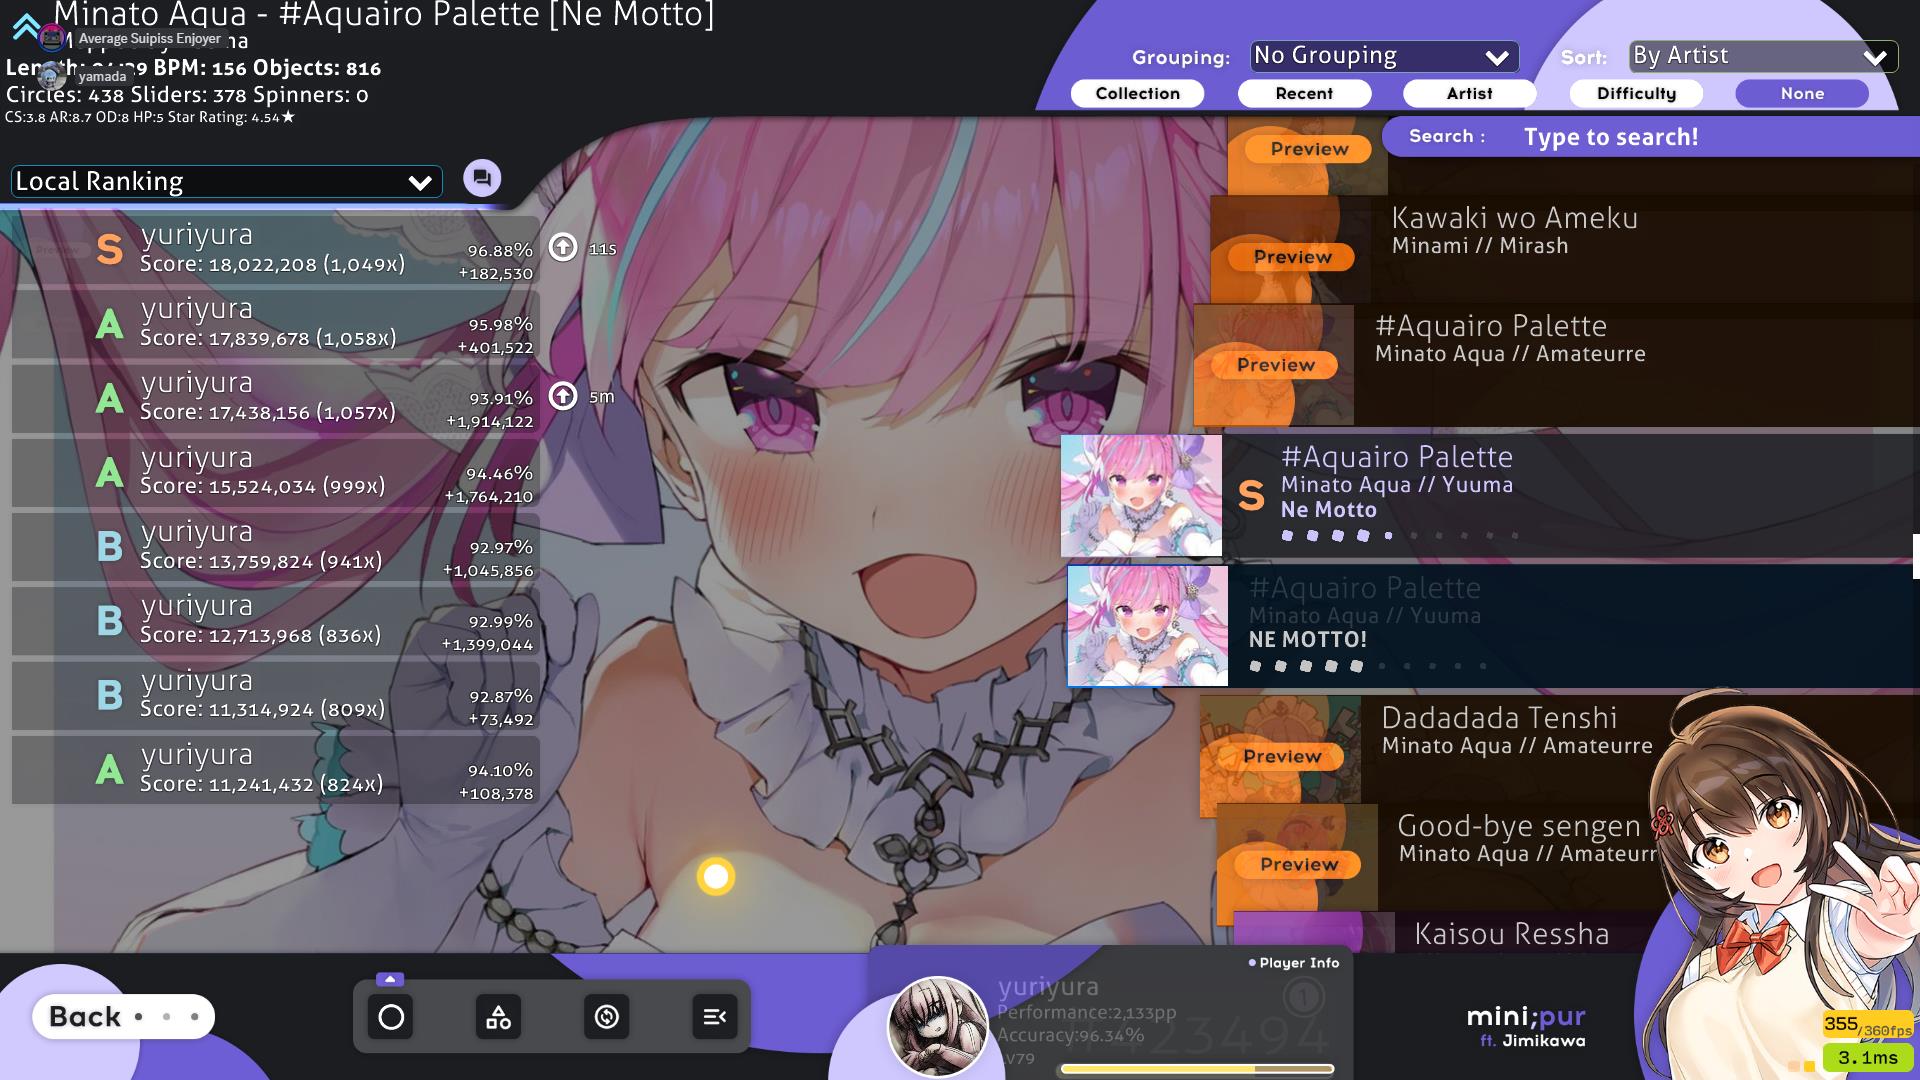 Minato Aqua - #Aquairo Palette [Ne Motto]
Average Suipiss Enjoyer
BPM: 156 Objects: 816
yamada
Circles: 438 Sliders: 378 Spinners: 0
CS:3.8 AR:8.7 OD:8 HP:5 Star Rating: 4.54★
Grouping: No Grouping Sort: By Artist
Collection Recent Artist Difficulty None
Search : Type to search!
Local Ranking
S yuriyura
Score: 18,022,208 (1,049x)
96.88%
+182,530
11s
A yuriyura
Score: 17,839,678 (1,058x)
95.98%
+401,522
A yuriyura
Score: 17,438,156 (1,057x)
93.91%
+1,914,122
5m
A yuriyura
Score: 15,524,034 (999x)
94.46%
+1,764,210
B yuriyura
Score: 13,759,824 (941x)
92.97%
+1,045,856
B yuriyura
Score: 12,713,968 (836x)
92.99%
+1,399,044
B yuriyura
Score: 11,314,924 (809x)
92.87%
+73,492
A yuriyura
Score: 11,241,432 (824x)
94.10%
+108,378
Preview
Preview
Kawaki wo Ameku
Minami // Mirash
Preview
#Aquairo Palette
Minato Aqua // Amateurre
S
#Aquairo Palette
Minato Aqua // Yuuma
Ne Motto
#Aquairo Palette
Minato Aqua // Yuuma
NE MOTTO!
Preview
Dadadada Tenshi
Minato Aqua // Amateurre
Preview
Good-bye sengen
Minato Aqua // Amateurr
Kaisou Ressha
Back
Player Info
yuriyura
Performance:2,133pp
Accuracy:96.34%
Lv79
1
mini;pur
ft. Jimikawa
355/360fps
3.1ms